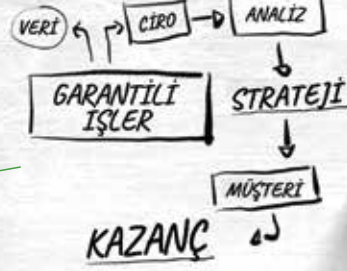 VERİ
CİRO
ANALİZ
GARANTİLİ
İŞLER
STRATEJİ
MÜŞTERİ
KAZANÇ